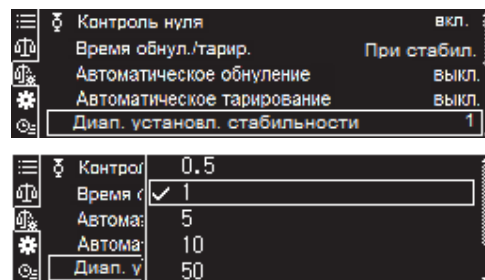 Контроль нуля вкл.
Время обнул./тарир. При стабил.
Автоматическое обнуление выкл.
Автоматическое тарирование выкл.
Диап. установл. стабильности 1
Контрол 0.5
Время ✓ 1
Автома 5
Автома 10
Диап. у 50